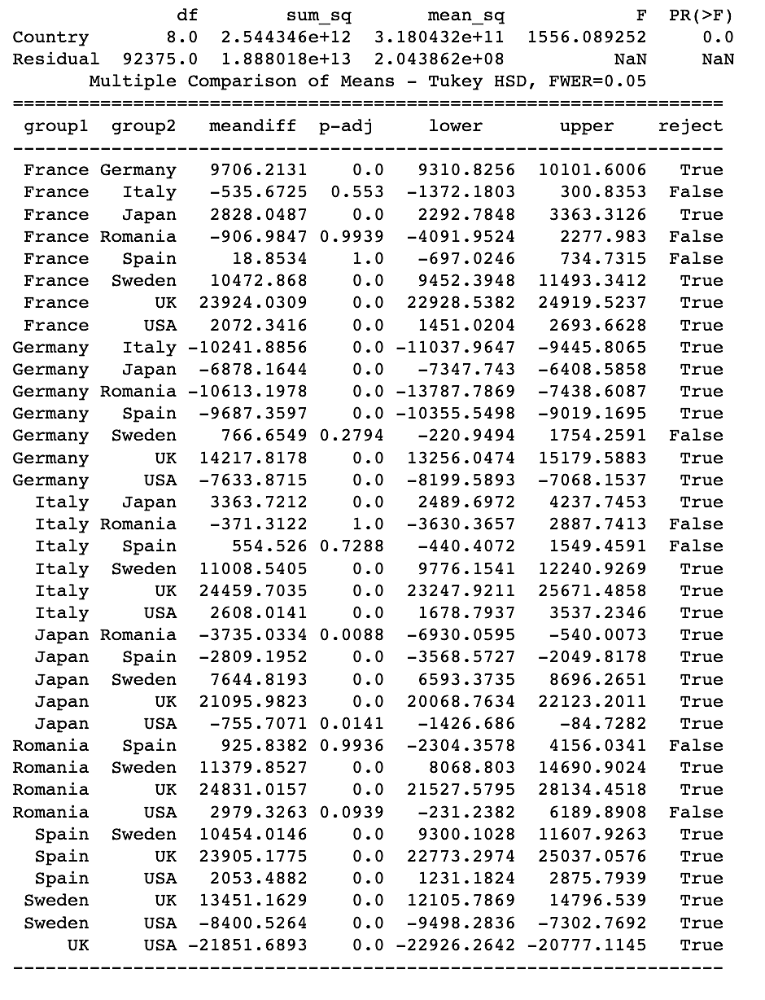 df sum_sq mean_sq F PR(>F)
Country 8.0 2.544346e+12 3.180432e+11 1556.089252 0.0
Residual 92375.0 1.888018e+13 2.043862e+08 NaN NaN
Multiple Comparison of Means - Tukey HSD, FWER=0.05
=================================================================
group1 group2 meandiff p-adj lower upper reject
-----------------------------------------------------------------
France Germany 9706.2131 0.0 9310.8256 10101.6006 True
France Italy -535.6725 0.553 -1372.1803 300.8353 False
France Japan 2828.0487 0.0 2292.7848 3363.3126 True
France Romania -906.9847 0.9939 -4091.9524 2277.983 False
France Spain 18.8534 1.0 -697.0246 734.7315 False
France Sweden 10472.868 0.0 9452.3948 11493.3412 True
France UK 23924.0309 0.0 22928.5382 24919.5237 True
France USA 2072.3416 0.0 1451.0204 2693.6628 True
Germany Italy -10241.8856 0.0 -11037.9647 -9445.8065 True
Germany Japan -6878.1644 0.0 -7347.743 -6408.5858 True
Germany Romania -10613.1978 0.0 -13787.7869 -7438.6087 True
Germany Spain -9687.3597 0.0 -10355.5498 -9019.1695 True
Germany Sweden 766.6549 0.2794 -220.9494 1754.2591 False
Germany UK 14217.8178 0.0 13256.0474 15179.5883 True
Germany USA -7633.8715 0.0 -8199.5893 -7068.1537 True
Italy Japan 3363.7212 0.0 2489.6972 4237.7453 True
Italy Romania -371.3122 1.0 -3630.3657 2887.7413 False
Italy Spain 554.526 0.7288 -440.4072 1549.4591 False
Italy Sweden 11008.5405 0.0 9776.1541 12240.9269 True
Italy UK 24459.7035 0.0 23247.9211 25671.4858 True
Italy USA 2608.0141 0.0 1678.7937 3537.2346 True
Japan Romania -3735.0334 0.0088 -6930.0595 -540.0073 True
Japan Spain -2809.1952 0.0 -3568.5727 -2049.8178 True
Japan Sweden 7644.8193 0.0 6593.3735 8696.2651 True
Japan UK 21095.9823 0.0 20068.7634 22123.2011 True
Japan USA -755.7071 0.0141 -1426.686 -84.7282 True
Romania Spain 925.8382 0.9936 -2304.3578 4156.0341 False
Romania Sweden 11379.8527 0.0 8068.803 14690.9024 True
Romania UK 24831.0157 0.0 21527.5795 28134.4518 True
Romania USA 2979.3263 0.0939 -231.2382 6189.8908 False
Spain Sweden 10454.0146 0.0 9300.1028 11607.9263 True
Spain UK 23905.1775 0.0 22773.2974 25037.0576 True
Spain USA 2053.4882 0.0 1231.1824 2875.7939 True
Sweden UK 13451.1629 0.0 12105.7869 14796.539 True
Sweden USA -8400.5264 0.0 -9498.2836 -7302.7692 True
UK USA -21851.6893 0.0 -22926.2642 -20777.1145 True
-----------------------------------------------------------------